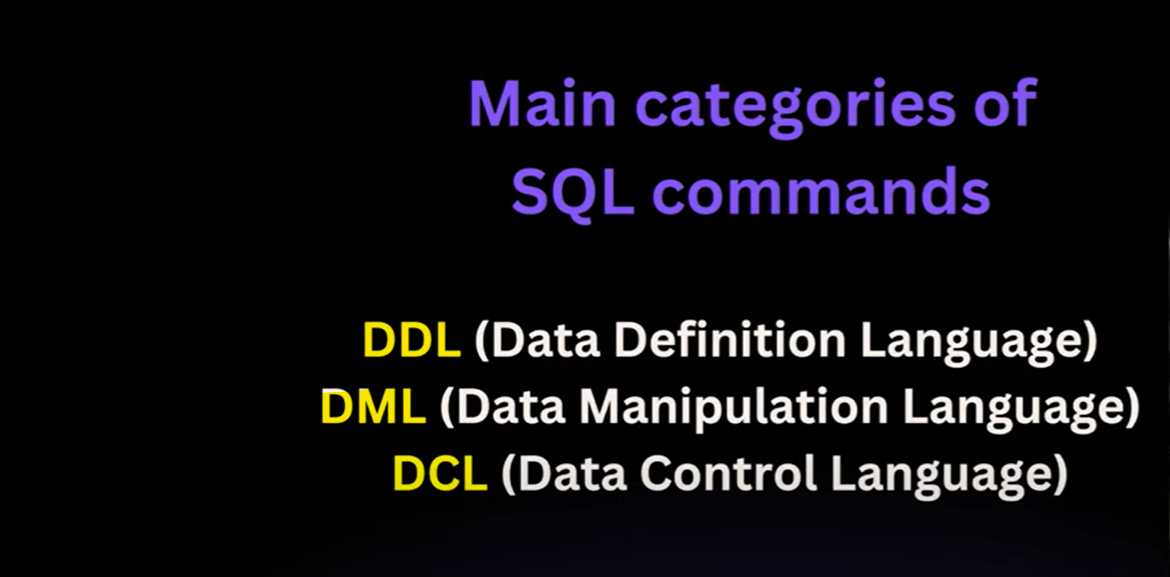 Main categories of
SQL commands
DDL (Data Definition Language)
DML (Data Manipulation Language)
DCL (Data Control Language)